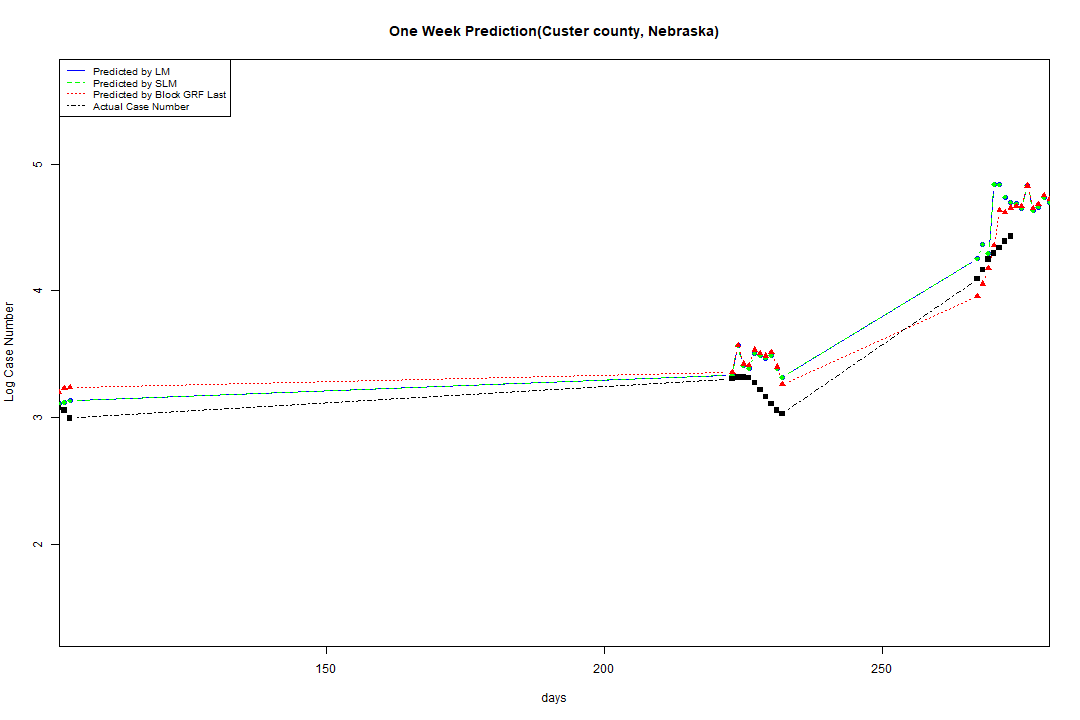 One Week Prediction(Custer county, Nebraska)
Predicted by LM
Predicted by SLM
Predicted by Block GRF Last
Actual Case Number
5
4
3
2
Log Case Number
150 200 250
days